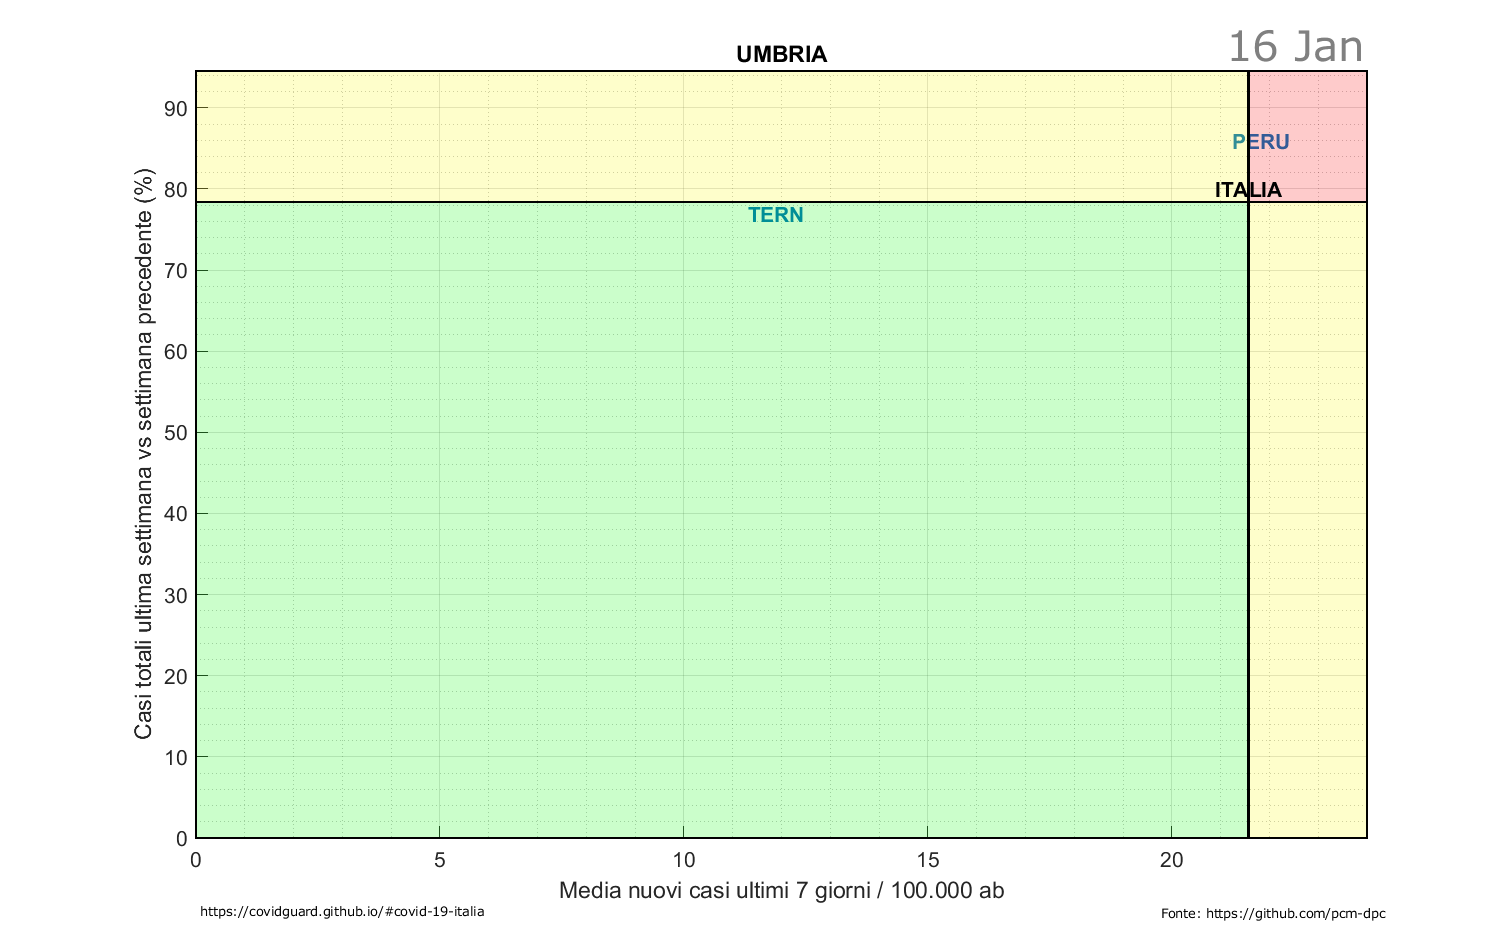 16 Jan
UMBRIA
Casi totali ultima settimana vs settimana precedente (%)
90
80
70
60
50
40
30
20
10
0
PERU
ITALIA
TERN
0 5 10 15 20
Media nuovi casi ultimi 7 giorni / 100.000 ab
https://covidguard.github.io/#covid-19-italia
Fonte: https://github.com/pcm-dpc